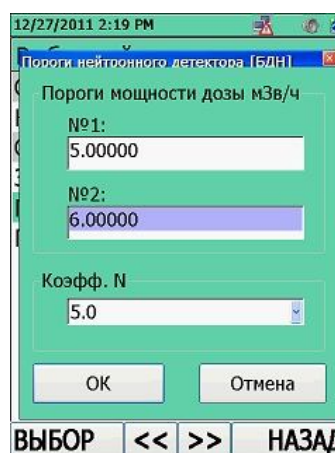 12/27/2011 2:19 PM
Пороги нейтронного детектора [БДН]
Пороги мощности дозы мЗв/ч
№1:
5.00000
№2:
6.00000
Коэфф. N
5.0
ОК
Отмена
ВЫБОР << >> НАЗАД